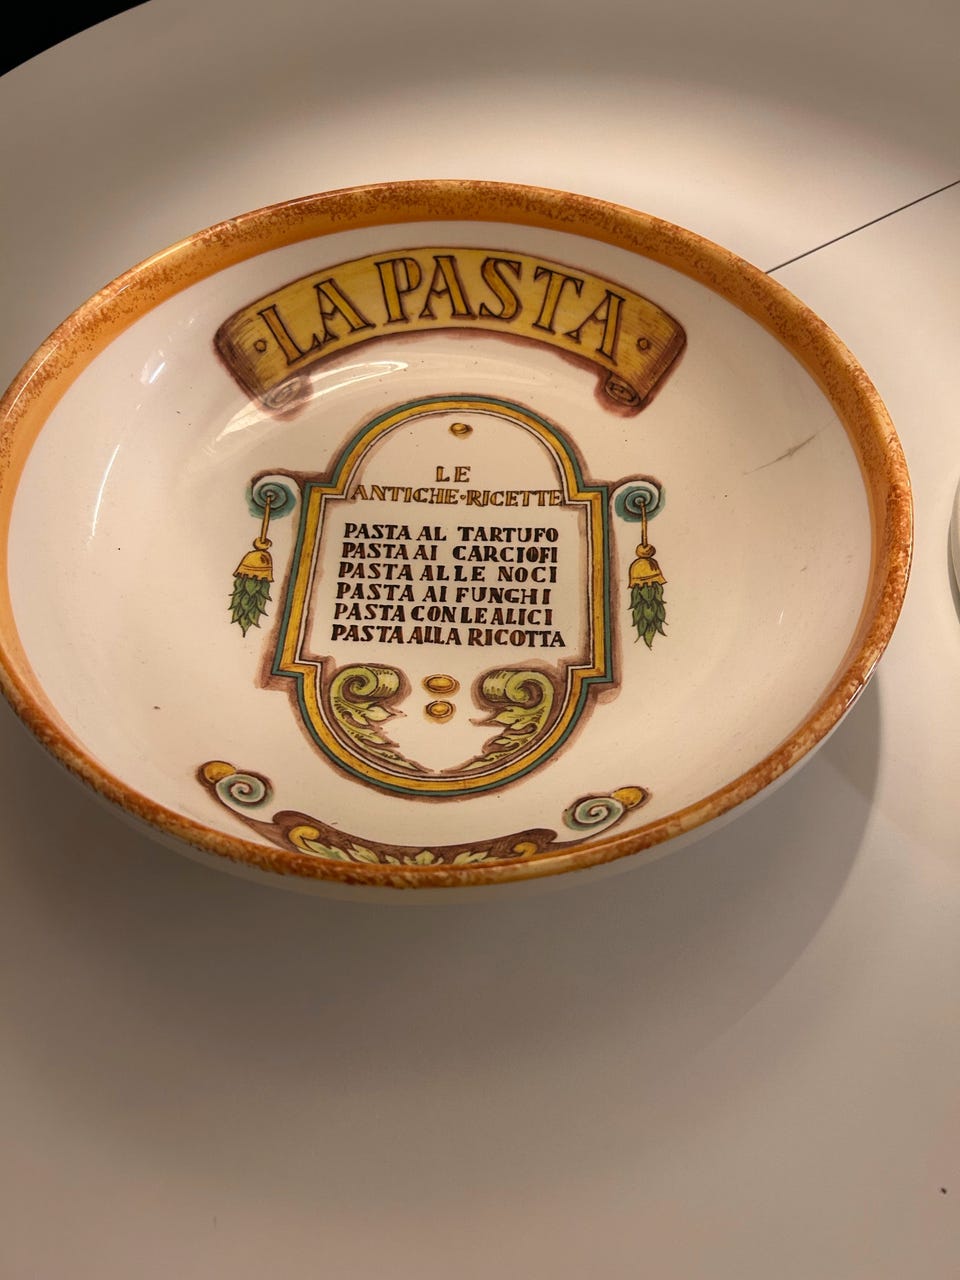 ·LA PASTA·
LE
ANTICHE·RICETTE
PASTA AL TARTUFO
PASTA AI CARCIOFI
PASTA ALLE NOCI
PASTA AI FUNGHI
PASTA CON LE ALICI
PASTA ALLA RICOTTA